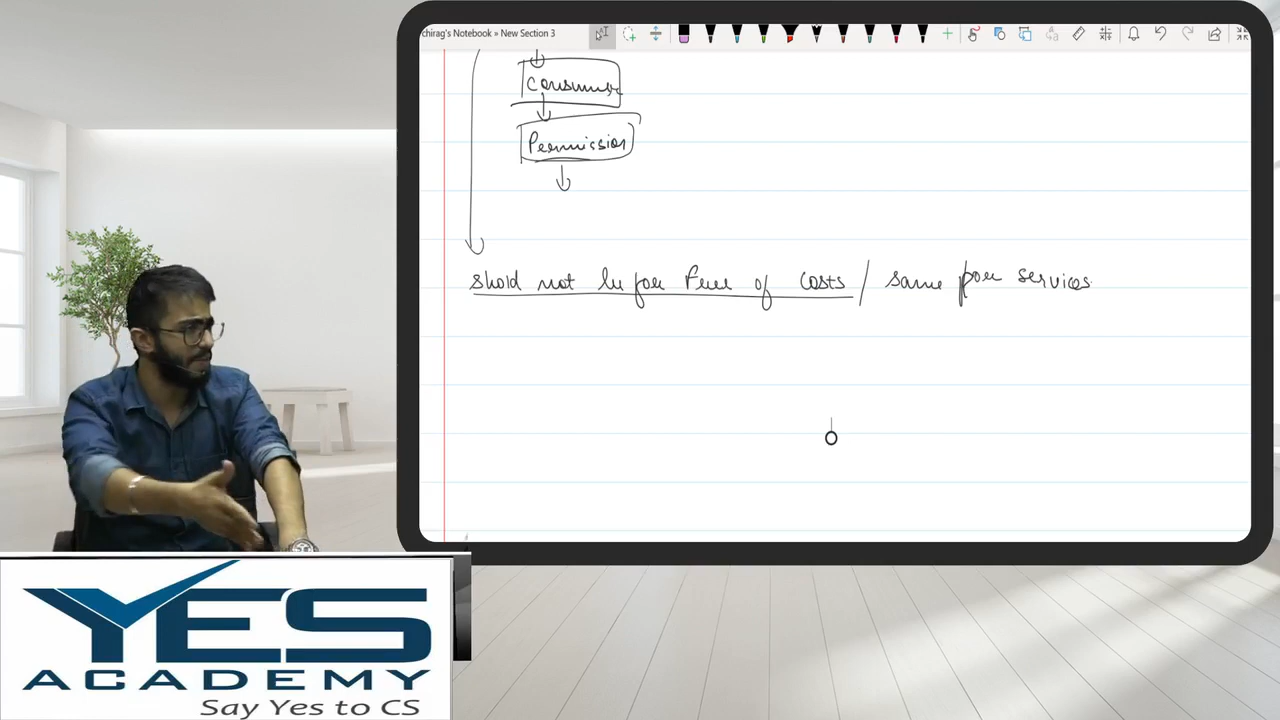 chirag's Notebook » New Section 3
Consumer
Permission
shold not be for Free of costs / same for services
YES
ACADEMY
Say Yes to CS